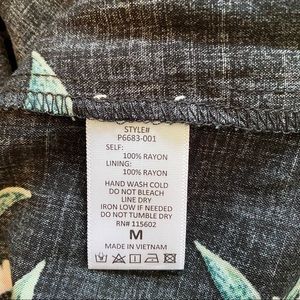 STYLE#
P6683-001
SELF:
100% RAYON
LINING:
100% RAYON
HAND WASH COLD
DO NOT BLEACH
LINE DRY
IRON LOW IF NEEDED
DO NOT TUMBLE DRY
RN# 115602
M
MADE IN VIETNAM